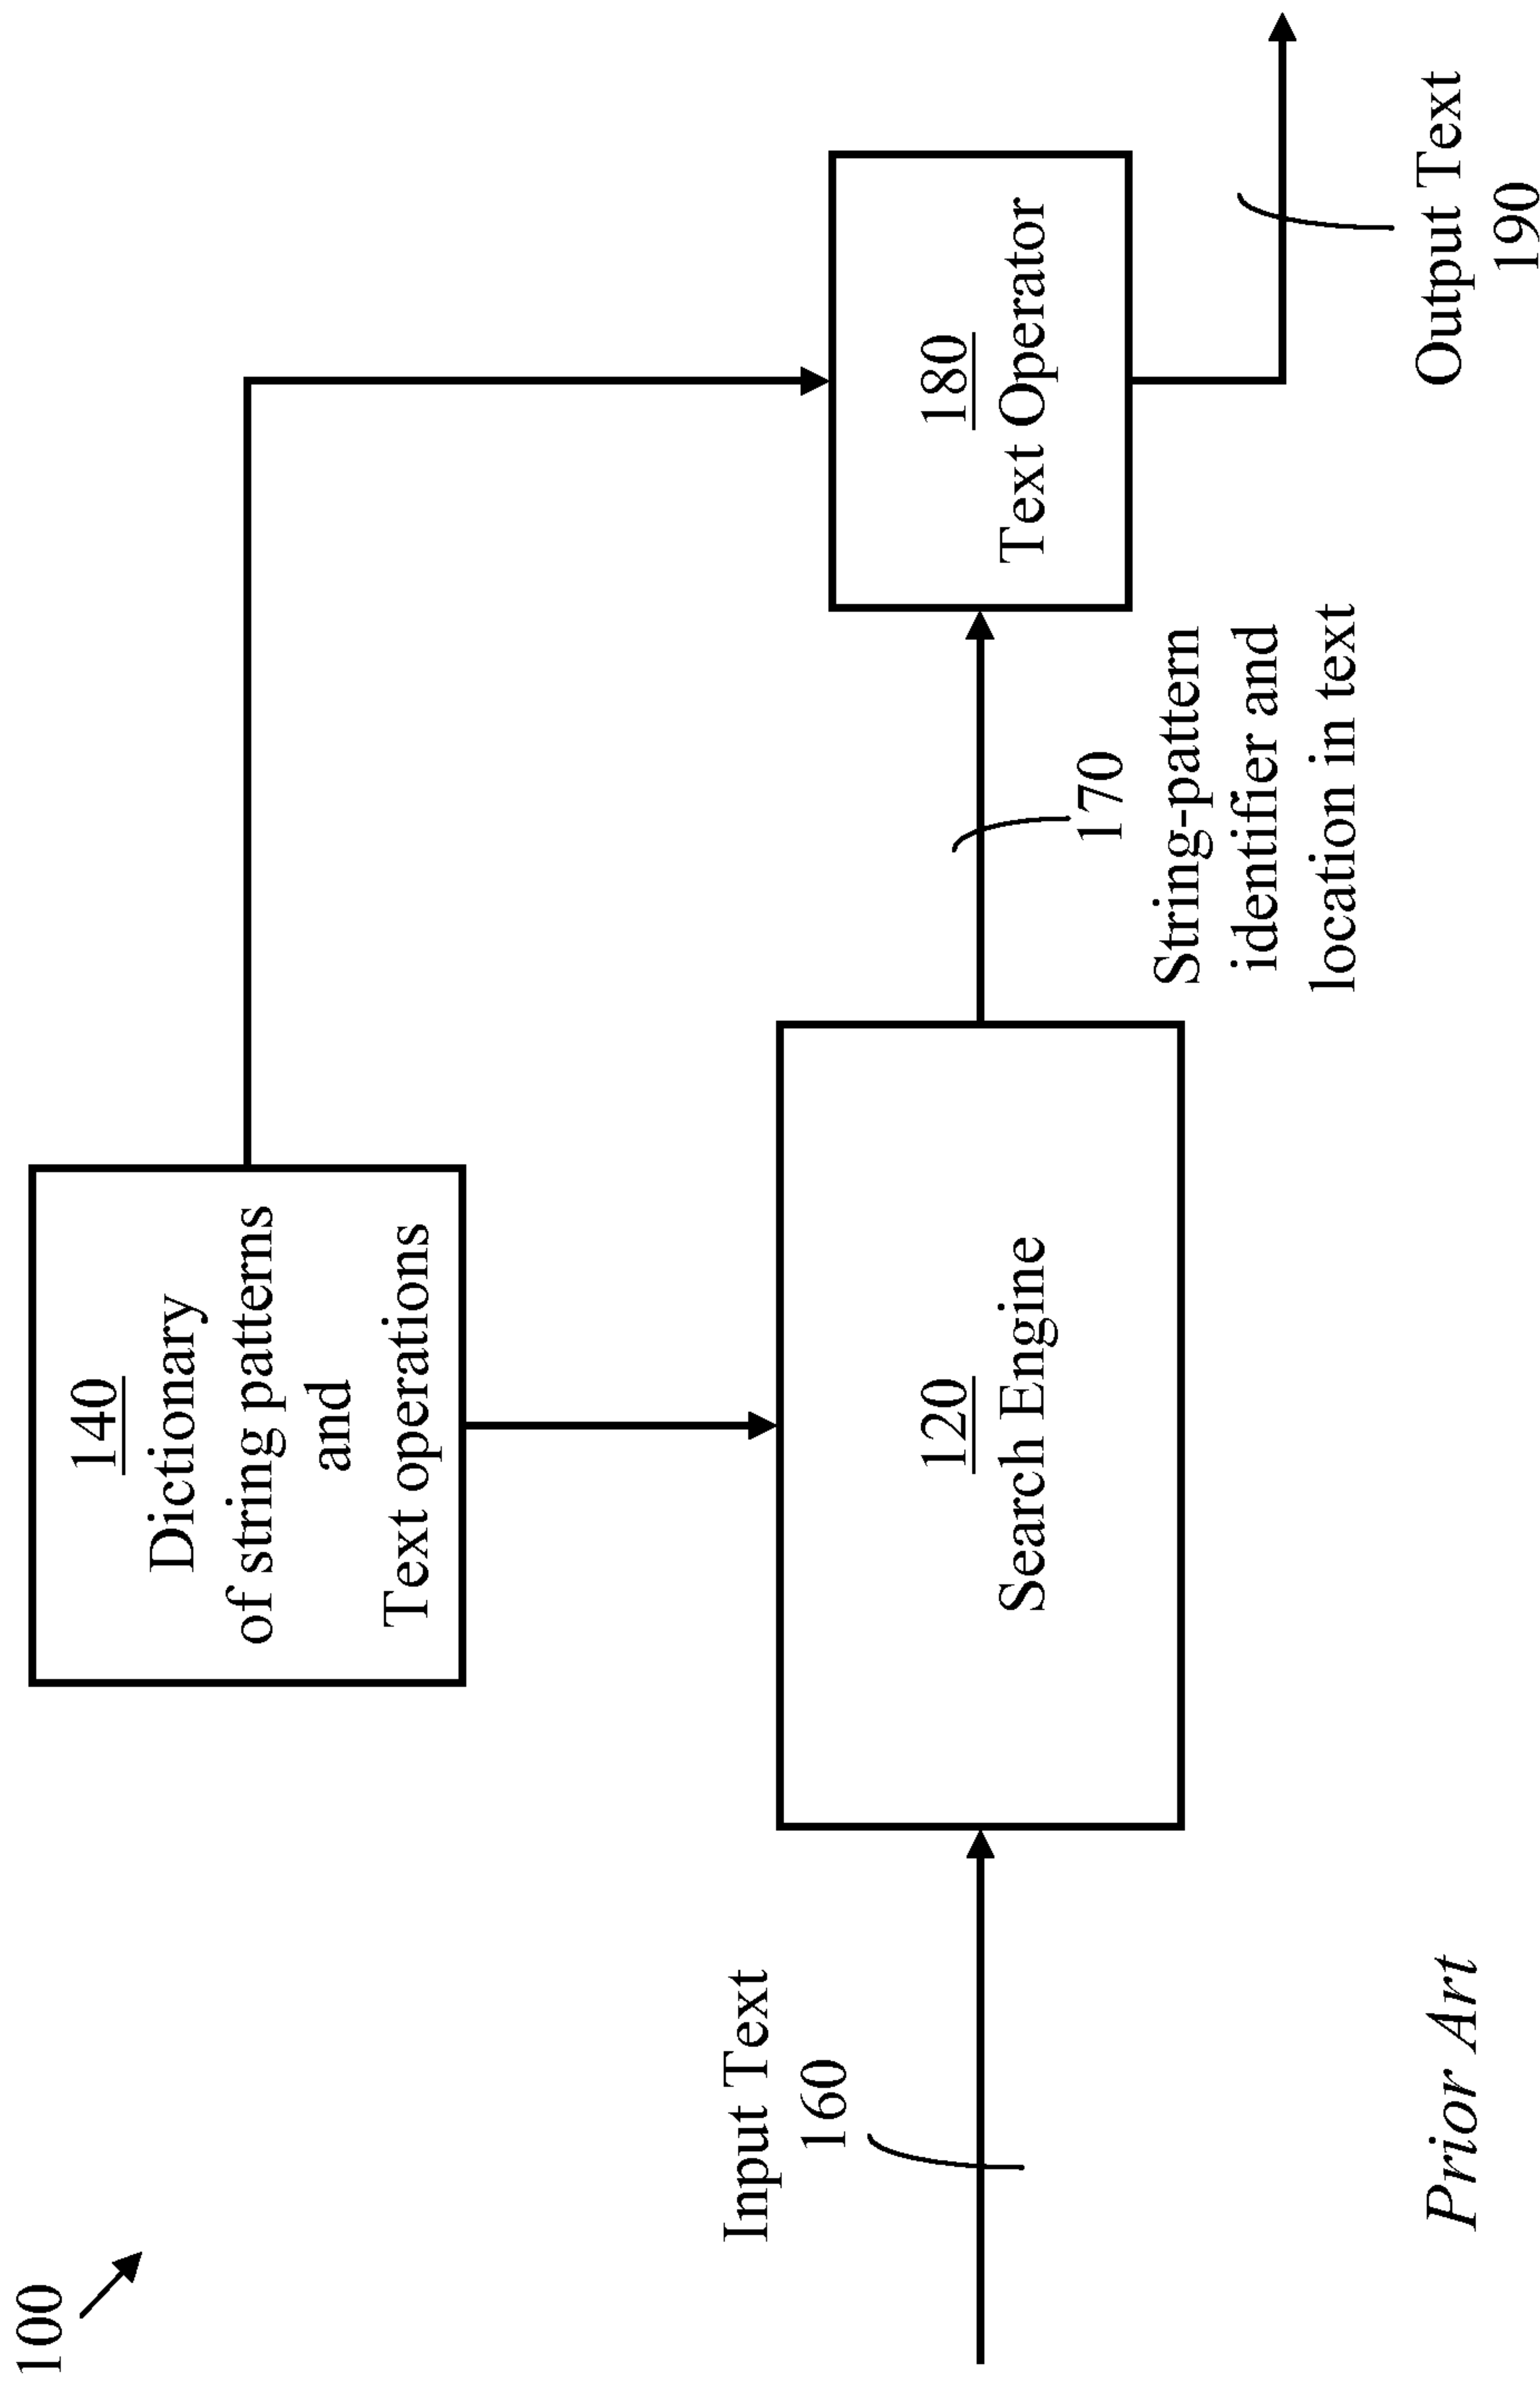 100
140
Dictionary
of string patterns
and
Text operations
Input Text
160
120
Search Engine
170
String-pattern
identifier and
location in text
180
Text Operator
Output Text
190
Prior Art